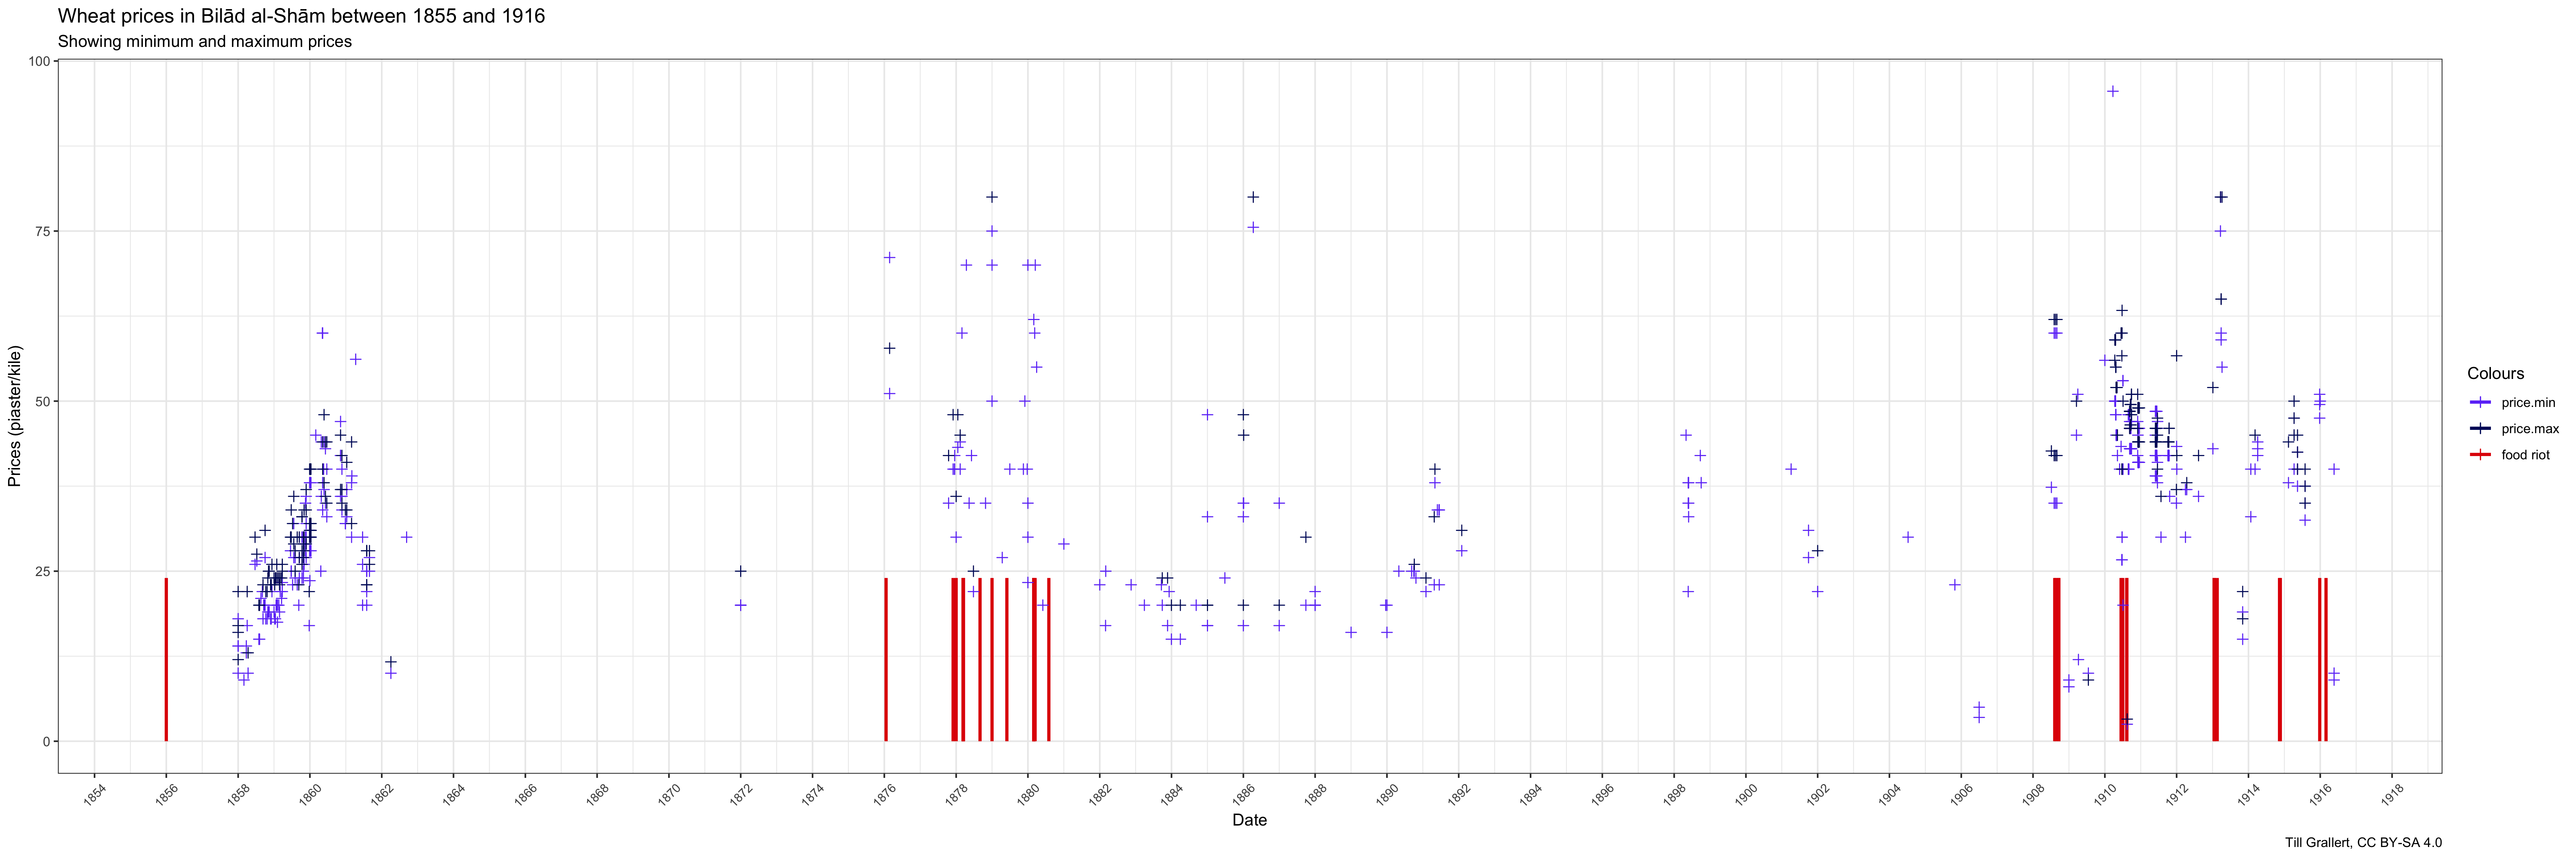 Wheat prices in Bilād al-Shām between 1855 and 1916
Showing minimum and maximum prices
Prices (piaster/kile)
100
75
50
25
0
1854 1856 1858 1860 1862 1864 1866 1868 1870 1872 1874 1876 1878 1880 1882 1884 1886 1888 1890 1892 1894 1896 1898 1900 1902 1904 1906 1908 1910 1912 1914 1916 1918
Date
Colours
price.min
price.max
food riot
Till Grallert, CC BY-SA 4.0